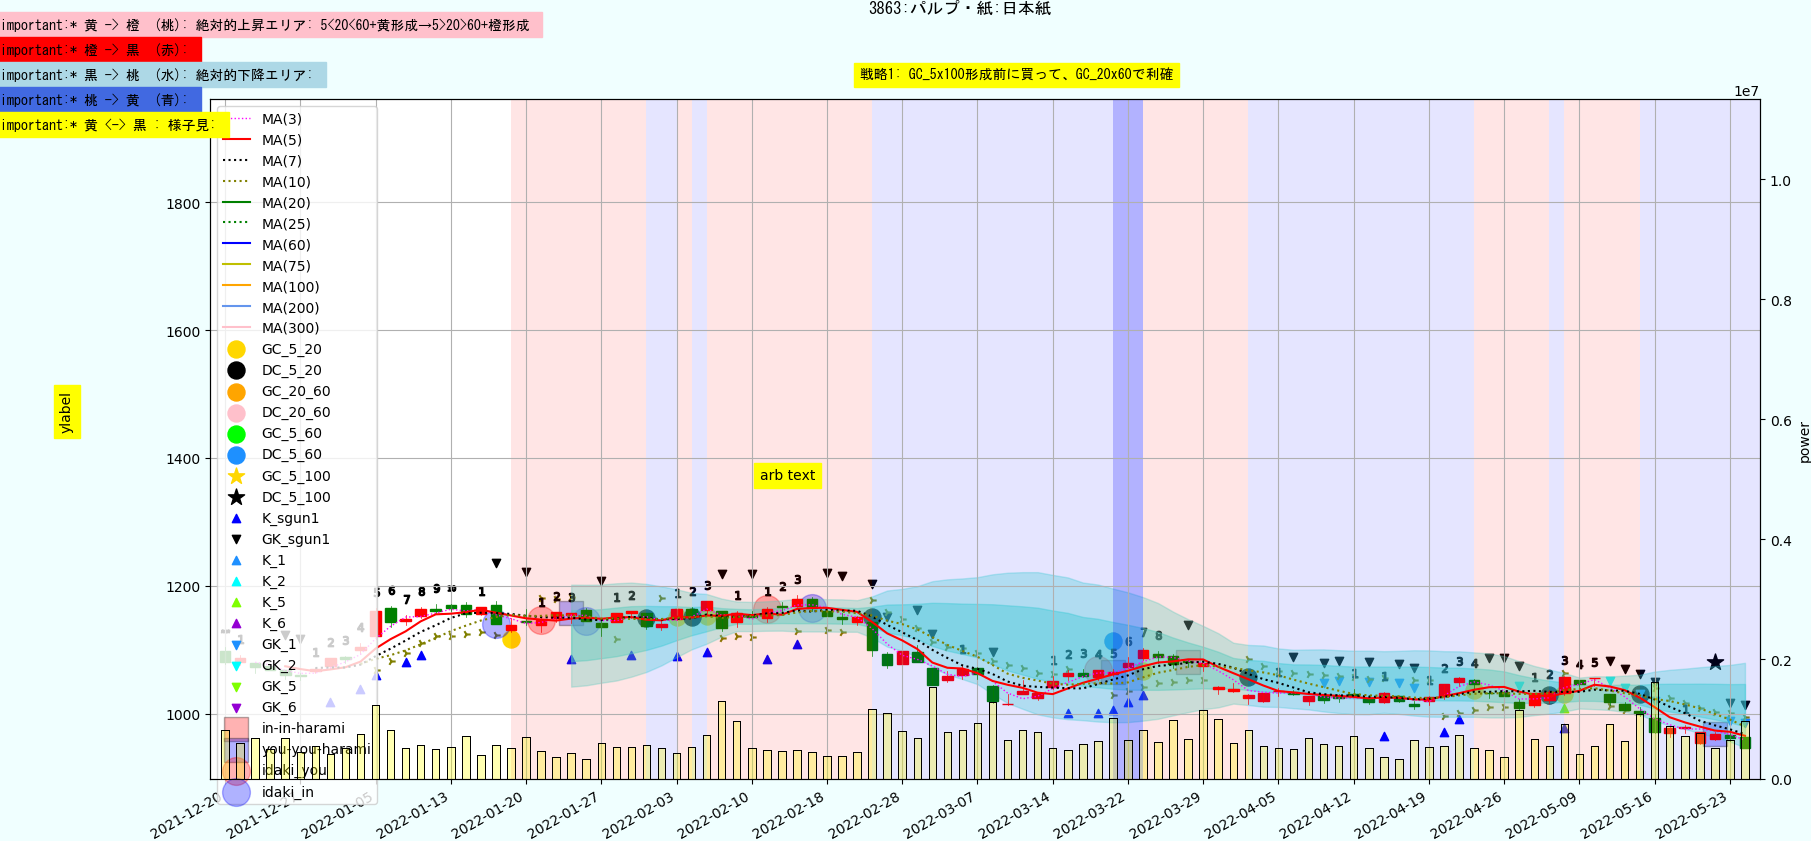 3863:パルプ・紙:日本紙
important:* 黄 -> 橙 (桃): 絶対的上昇エリア: 5<20<60+黄形成→5>20>60+橙形成
important:* 橙 -> 黒 (赤):
important:* 黒 -> 桃 (水): 絶対的下降エリア:
戦略1: GC_5x100形成前に買って、GC_20x60で利確
important:* 桃 -> 黄 (青):
important:* 黄 <-> 黒 : 様子見:
1e7
MA(3)
MA(5)
MA(7)
MA(10)
MA(20)
MA(25)
MA(60)
MA(75)
MA(100)
MA(200)
MA(300)
GC_5_20
DC_5_20
GC_20_60
DC_20_60
GC_5_60
DC_5_60
GC_5_100
DC_5_100
K_sgun1
GK_sgun1
K_1
K_2
K_5
K_6
GK_1
GK_2
GK_5
GK_6
in-in-harami
you-you-harami
idaki_you
idaki_in
1800
1600
1400
1200
1000
ylabel
arb text
1.0
0.8
0.6
0.4
0.2
0.0
power
2021-12-20
2022-01-05
2022-01-13
2022-01-20
2022-01-27
2022-02-03
2022-02-10
2022-02-18
2022-02-28
2022-03-07
2022-03-14
2022-03-22
2022-03-29
2022-04-05
2022-04-12
2022-04-19
2022-04-26
2022-05-09
2022-05-16
2022-05-23